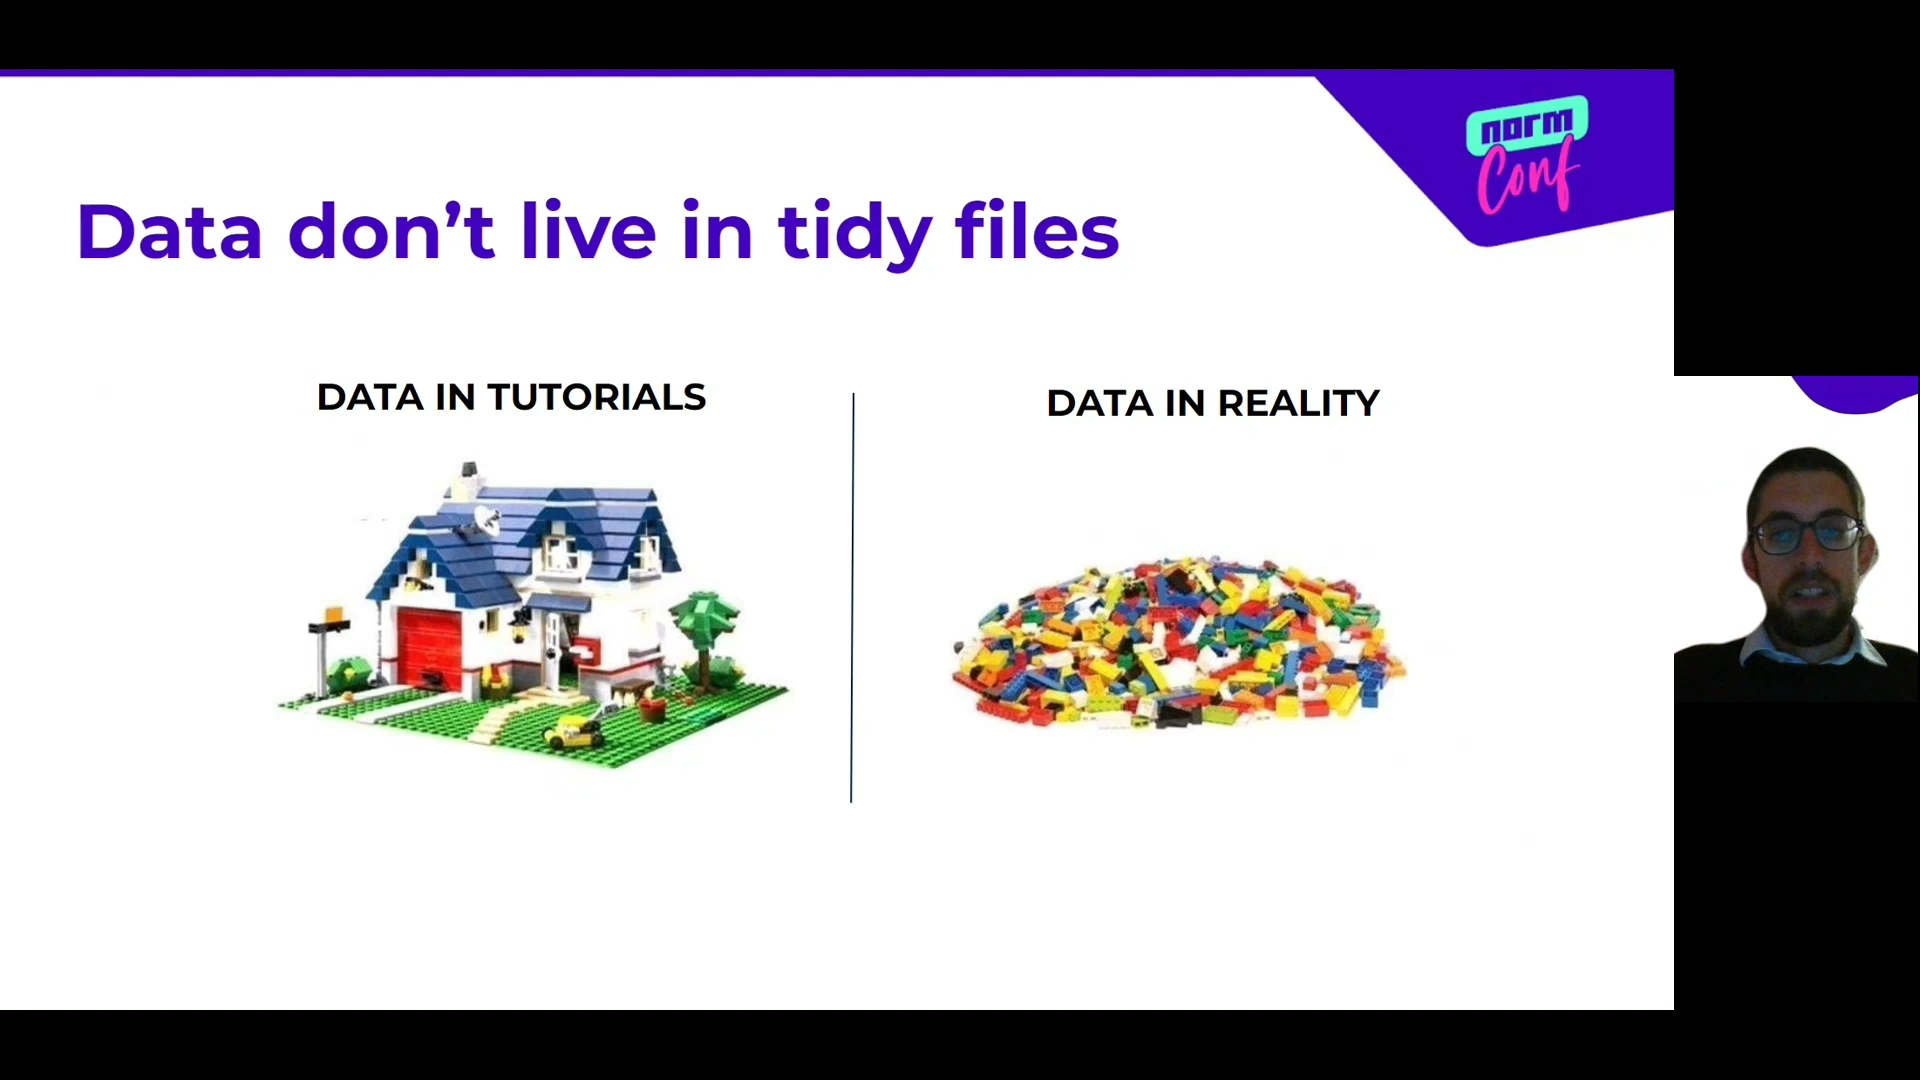 norm
Conf
Data don’t live in tidy files
DATA IN TUTORIALS
DATA IN REALITY